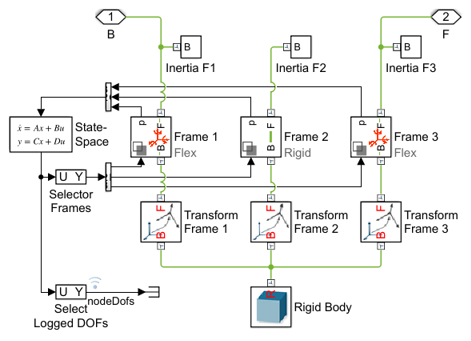 1
2
B
F
B
B
B
Inertia F1
Inertia F2
Inertia F3
ẋ = Ax + Bu
y = Cx + Du
State-
Space
p
F
B
Frame 1
Flex
p
F
B
Frame 2
Rigid
p
F
B
Frame 3
Flex
U Y
Selector
Frames
F
B
Transform
Frame 1
F
B
Transform
Frame 2
F
B
Transform
Frame 3
U Y
nodeDofs
Select
Logged DOFs
R
Rigid Body